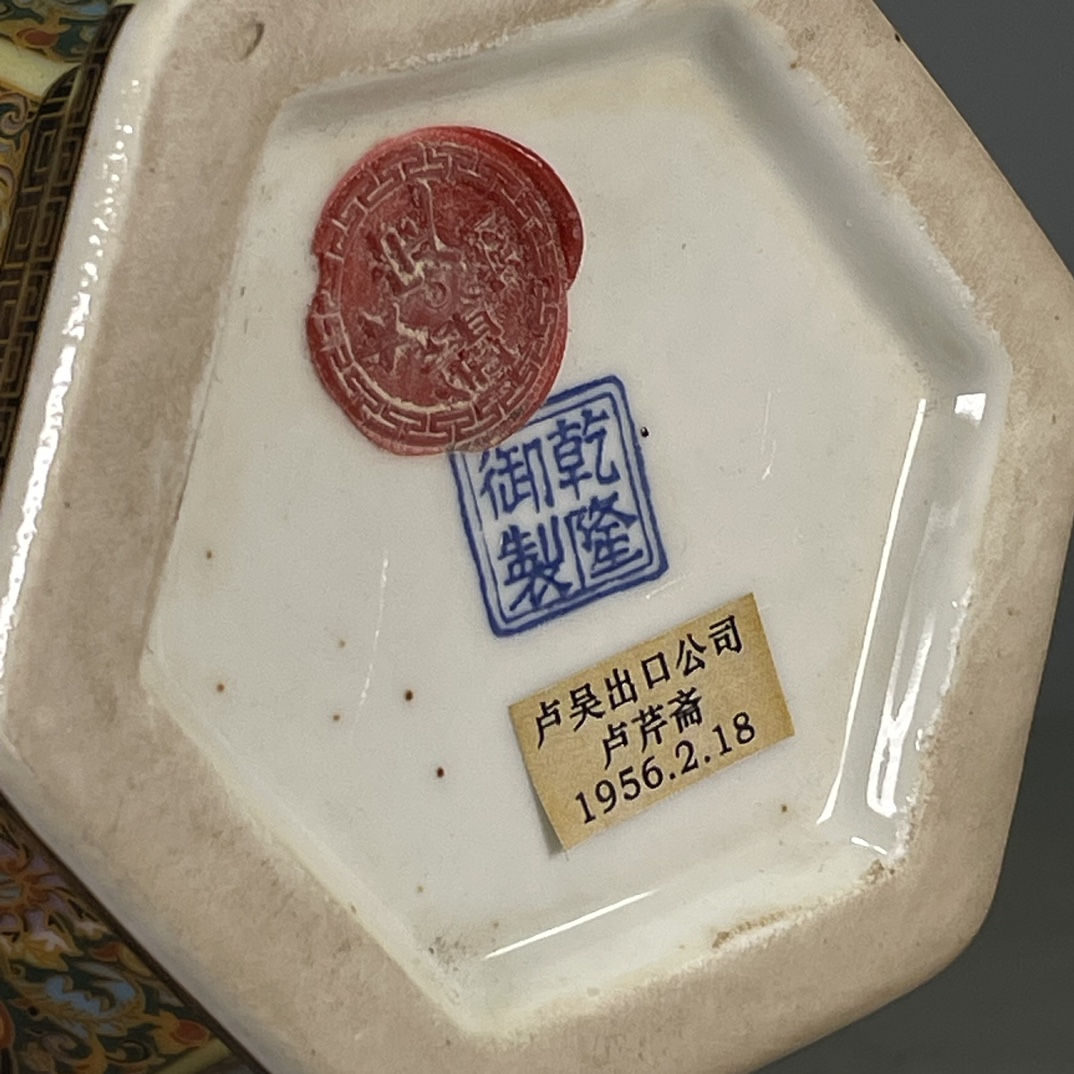 乾隆
御製
卢吴出口公司
卢芹斋
1956.2.18